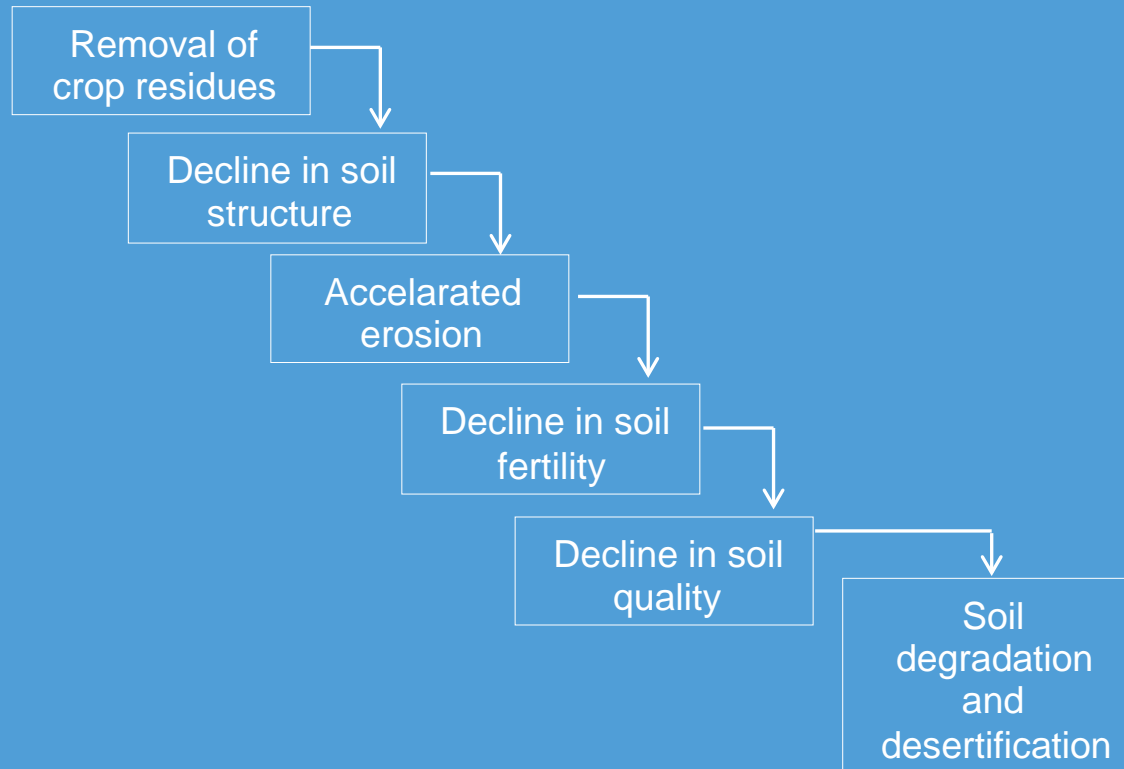 Removal of
crop residues
Decline in soil
structure
Accelarated
erosion
Decline in soil
fertility
Decline in soil
quality
Soil
degradation
and
desertification